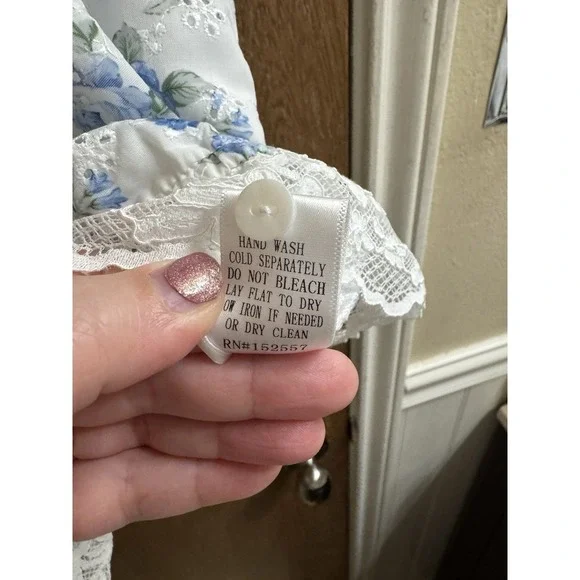 HAND WASH
COLD SEPARATELY
DO NOT BLEACH
LAY FLAT TO DRY
OW IRON IF NEEDED
OR DRY CLEAN
RN#152557